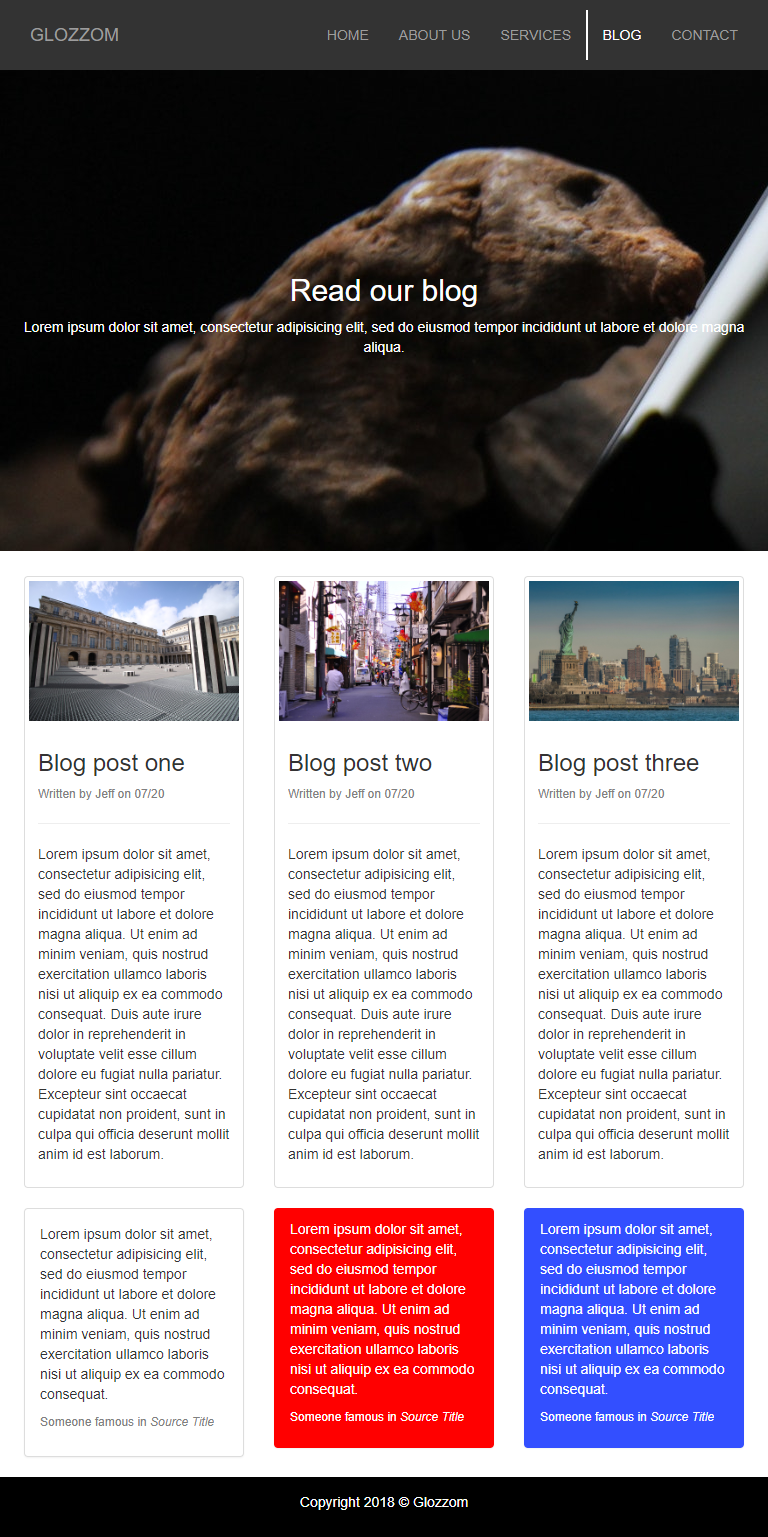 GLOZZOM
HOME ABOUT US SERVICES BLOG CONTACT
Read our blog
Lorem ipsum dolor sit amet, consectetur adipisicing elit, sed do eiusmod tempor incididunt ut labore et dolore magna
aliqua.
Blog post one
Written by Jeff on 07/20
Lorem ipsum dolor sit amet,
consectetur adipisicing elit,
sed do eiusmod tempor
incididunt ut labore et dolore
magna aliqua. Ut enim ad
minim veniam, quis nostrud
exercitation ullamco laboris
nisi ut aliquip ex ea commodo
consequat. Duis aute irure
dolor in reprehenderit in
voluptate velit esse cillum
dolore eu fugiat nulla pariatur.
Excepteur sint occaecat
cupidatat non proident, sunt in
culpa qui officia deserunt mollit
anim id est laborum.
Blog post two
Written by Jeff on 07/20
Lorem ipsum dolor sit amet,
consectetur adipisicing elit,
sed do eiusmod tempor
incididunt ut labore et dolore
magna aliqua. Ut enim ad
minim veniam, quis nostrud
exercitation ullamco laboris
nisi ut aliquip ex ea commodo
consequat. Duis aute irure
dolor in reprehenderit in
voluptate velit esse cillum
dolore eu fugiat nulla pariatur.
Excepteur sint occaecat
cupidatat non proident, sunt in
culpa qui officia deserunt mollit
anim id est laborum.
Blog post three
Written by Jeff on 07/20
Lorem ipsum dolor sit amet,
consectetur adipisicing elit,
sed do eiusmod tempor
incididunt ut labore et dolore
magna aliqua. Ut enim ad
minim veniam, quis nostrud
exercitation ullamco laboris
nisi ut aliquip ex ea commodo
consequat. Duis aute irure
dolor in reprehenderit in
voluptate velit esse cillum
dolore eu fugiat nulla pariatur.
Excepteur sint occaecat
cupidatat non proident, sunt in
culpa qui officia deserunt mollit
anim id est laborum.
Lorem ipsum dolor sit amet,
consectetur adipisicing elit,
sed do eiusmod tempor
incididunt ut labore et dolore
magna aliqua. Ut enim ad
minim veniam, quis nostrud
exercitation ullamco laboris
nisi ut aliquip ex ea commodo
consequat.
Someone famous in Source Title
Lorem ipsum dolor sit amet,
consectetur adipisicing elit,
sed do eiusmod tempor
incididunt ut labore et dolore
magna aliqua. Ut enim ad
minim veniam, quis nostrud
exercitation ullamco laboris
nisi ut aliquip ex ea commodo
consequat.
Someone famous in Source Title
Lorem ipsum dolor sit amet,
consectetur adipisicing elit,
sed do eiusmod tempor
incididunt ut labore et dolore
magna aliqua. Ut enim ad
minim veniam, quis nostrud
exercitation ullamco laboris
nisi ut aliquip ex ea commodo
consequat.
Someone famous in Source Title
Copyright 2018 © Glozzom